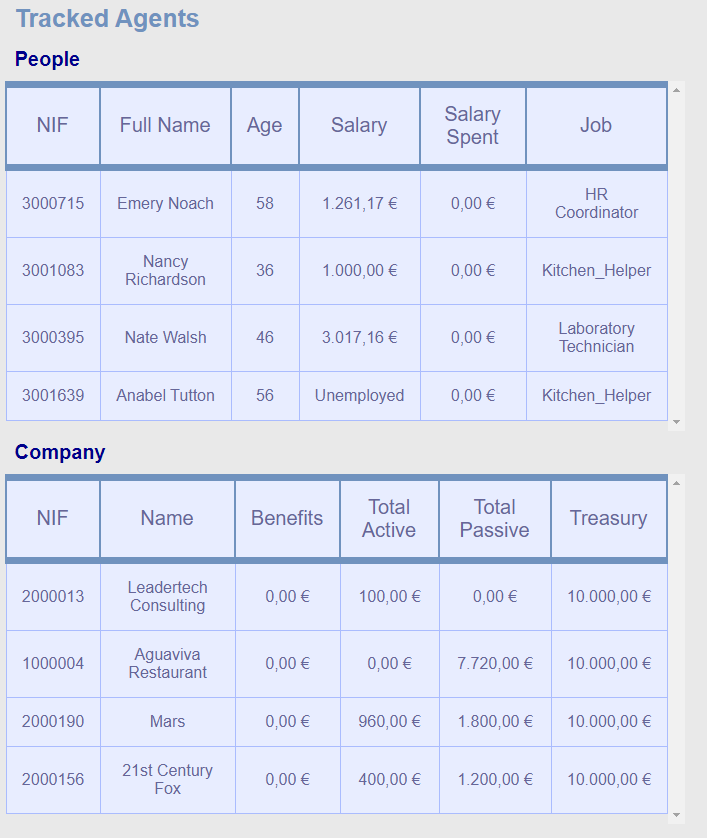 Tracked Agents
People
NIF Full Name Age Salary Salary Spent Job
3000715 Emery Noach 58 1.261,17 € 0,00 € HR Coordinator
3001083 Nancy Richardson 36 1.000,00 € 0,00 € Kitchen_Helper
3000395 Nate Walsh 46 3.017,16 € 0,00 € Laboratory Technician
3001639 Anabel Tutton 56 Unemployed 0,00 € Kitchen_Helper
Company
NIF Name Benefits Total Active Total Passive Treasury
2000013 Leadertech Consulting 0,00 € 100,00 € 0,00 € 10.000,00 €
1000004 Aguaviva Restaurant 0,00 € 0,00 € 7.720,00 € 10.000,00 €
2000190 Mars 0,00 € 960,00 € 1.800,00 € 10.000,00 €
2000156 21st Century Fox 0,00 € 400,00 € 1.200,00 € 10.000,00 €